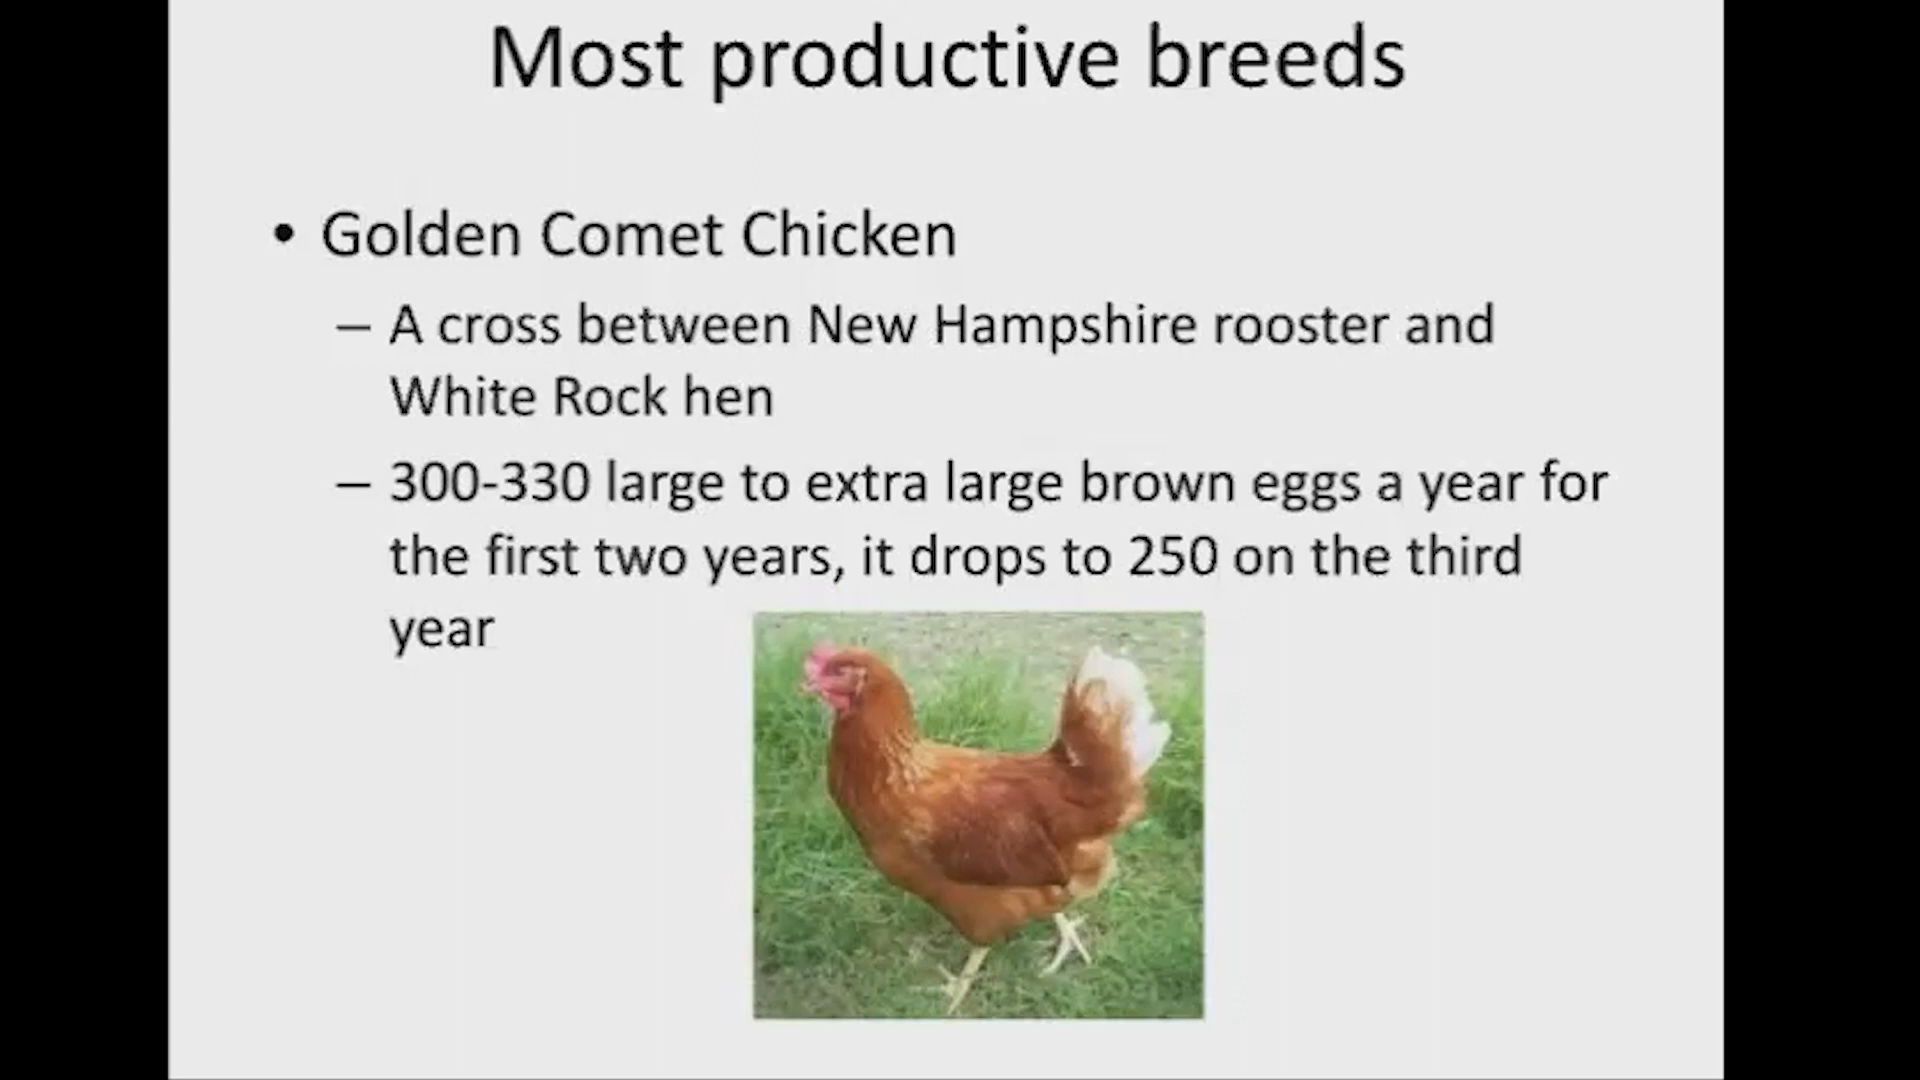 Most productive breeds
• Golden Comet Chicken
– A cross between New Hampshire rooster and
White Rock hen
– 300-330 large to extra large brown eggs a year for
the first two years, it drops to 250 on the third
year